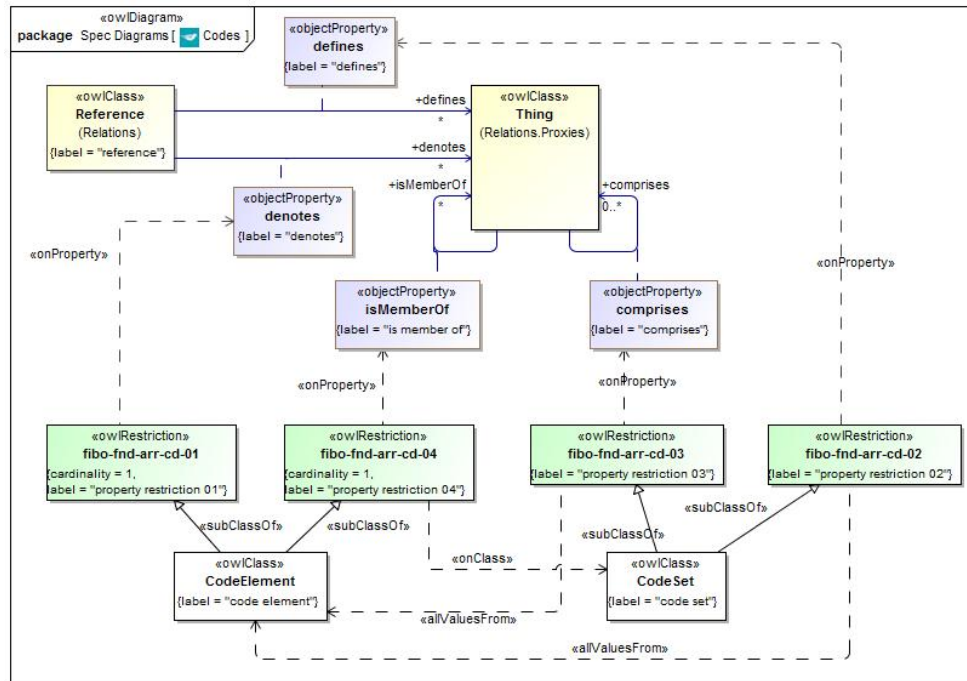 «owlDiagram»
package Spec Diagrams [ Codes ]
«objectProperty»
defines
{label = "defines"}
«owlClass»
Reference
(Relations)
{label = "reference"}
+defines
*
+denotes
*
«owlClass»
Thing
(Relations.Proxies)
+isMemberOf
*
+comprises
0..*
«objectProperty»
denotes
{label = "denotes"}
«onProperty»
«onProperty»
«objectProperty»
isMemberOf
{label = "is member of"}
«objectProperty»
comprises
{label = "comprises"}
«onProperty»
«onProperty»
«owlRestriction»
fibo-fnd-arr-cd-01
{cardinality = 1,
label = "property restriction 01"}
«owlRestriction»
fibo-fnd-arr-cd-04
{cardinality = 1,
label = "property restriction 04"}
«owlRestriction»
fibo-fnd-arr-cd-03
{label = "property restriction 03"}
«owlRestriction»
fibo-fnd-arr-cd-02
{label = "property restriction 02"}
«subClassOf»
«subClassOf»
«subClassOf»
«subClassOf»
«onClass»
«owlClass»
CodeElement
{label = "code element"}
«owlClass»
CodeSet
{label = "code set"}
«allValuesFrom»
«allValuesFrom»